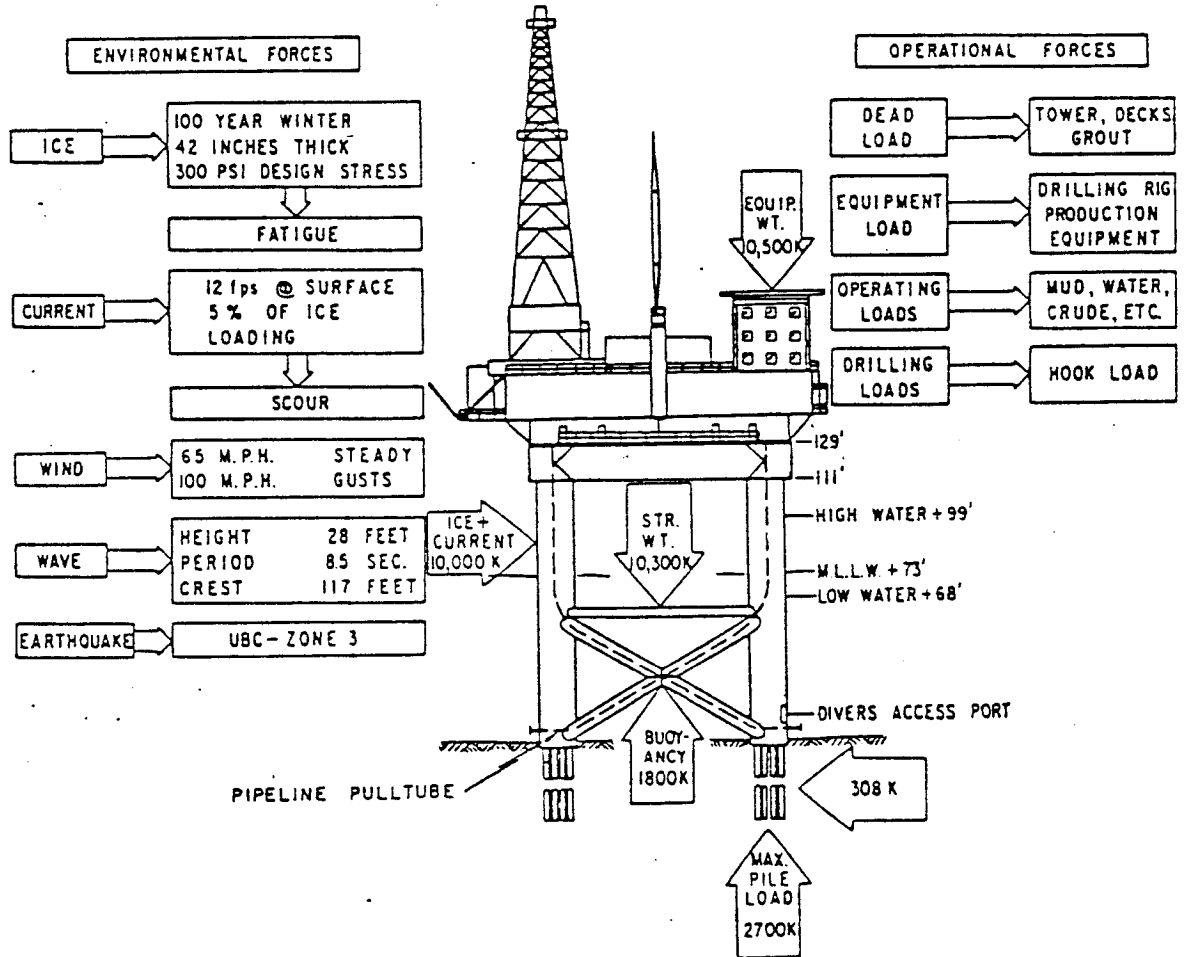 ENVIRONMENTAL FORCES
ICE
100 YEAR WINTER
42 INCHES THICK
300 PSI DESIGN STRESS
FATIGUE
CURRENT
12 fps @ SURFACE
5 % OF ICE
LOADING
SCOUR
WIND
65 M.P.H. STEADY
100 M.P.H. GUSTS
WAVE
HEIGHT 28 FEET
PERIOD 8.5 SEC.
CREST 117 FEET
EARTHQUAKE
UBC-ZONE 3
OPERATIONAL FORCES
DEAD
LOAD
TOWER, DECKS
GROUT
EQUIPMENT
LOAD
DRILLING RIG
PRODUCTION
EQUIPMENT
OPERATING
LOADS
MUD, WATER,
CRUDE, ETC.
DRILLING
LOADS
HOOK LOAD
EQUIP.
WT.
10,500K
129'
111'
HIGH WATER+99'
M.L.L.W.+73'
LOW WATER+68'
ICE+
CURRENT
10,000 K
STR.
WT.
10,300K
DIVERS ACCESS PORT
BUOY-
ANCY
1800K
308 K
PIPELINE PULLTUBE
MAX.
PILE
LOAD
2700K